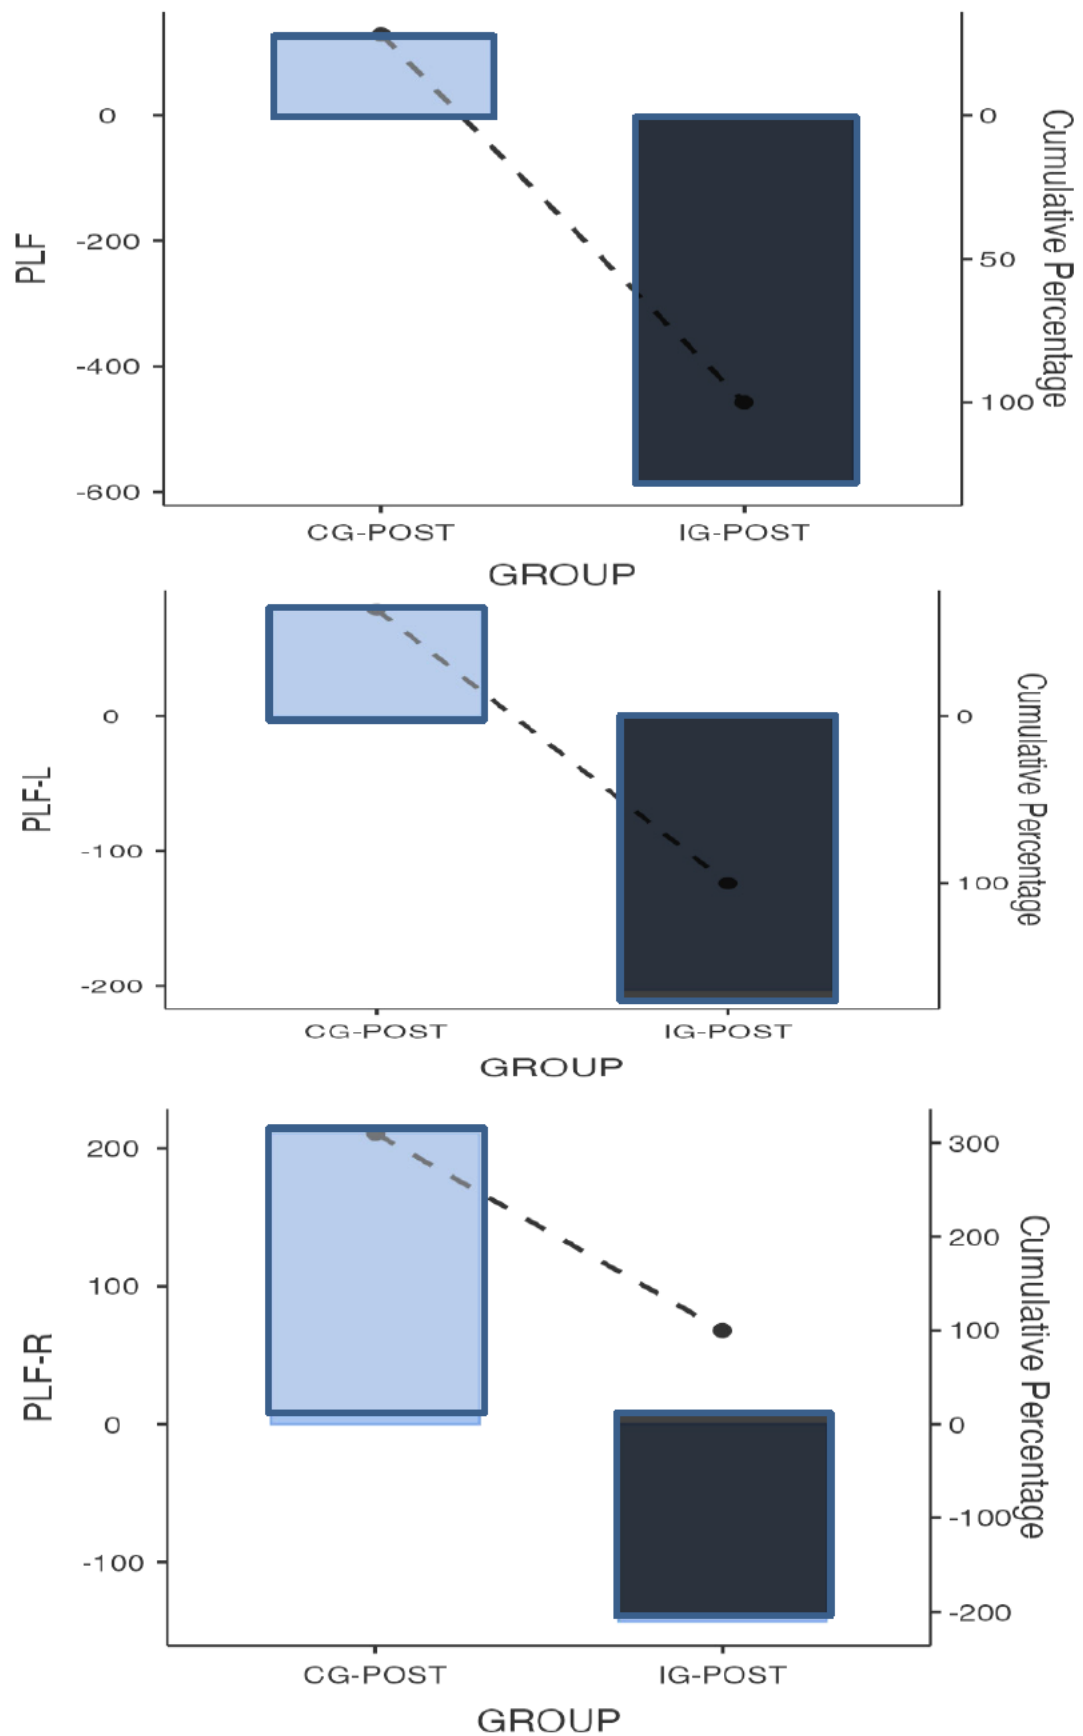 PLF
0
-200
-400
-600
0
50
100
Cumulative Percentage
CG-POST IG-POST
GROUP
PLF-L
0
-100
-200
0
100
Cumulative Percentage
CG-POST IG-POST
GROUP
PLF-R
200
100
0
-100
300
200
100
0
-100
-200
Cumulative Percentage
CG-POST IG-POST
GROUP